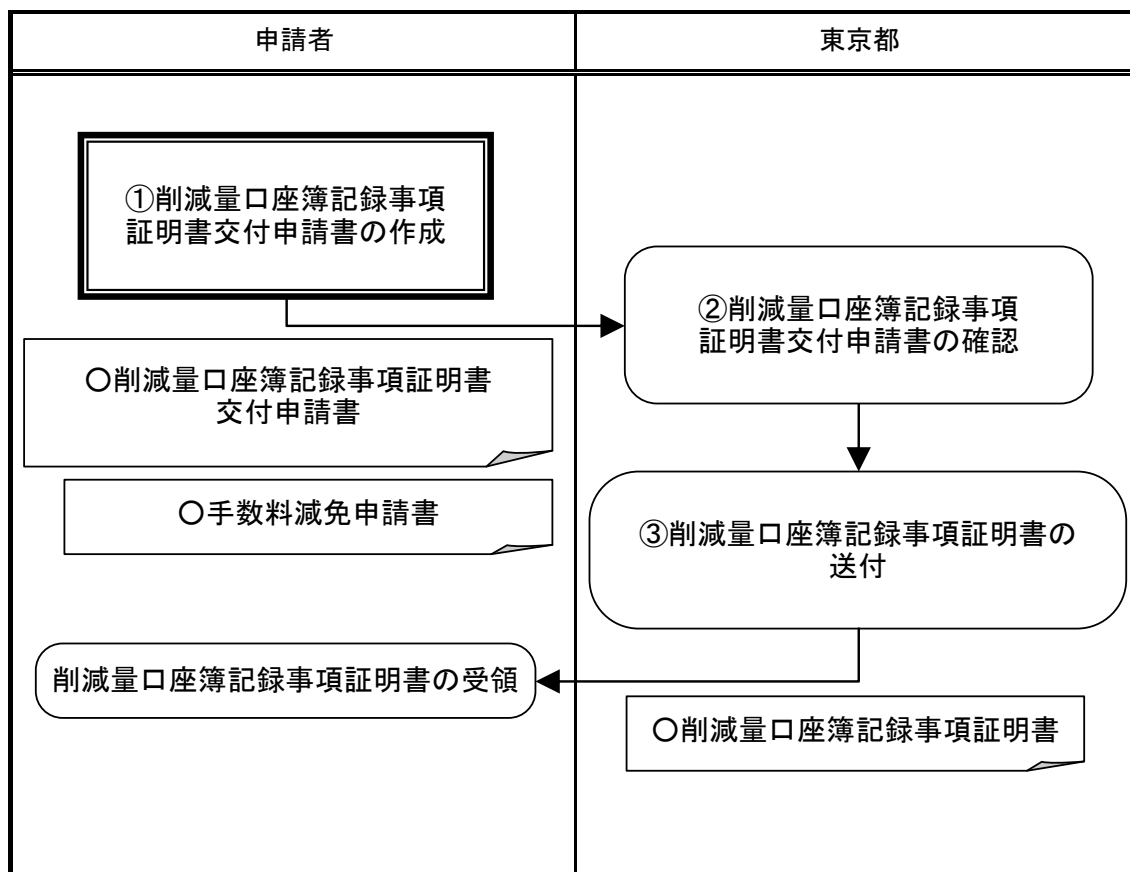 申請者
東京都
①削減量口座簿記録事項
証明書交付申請書の作成
②削減量口座簿記録事項
証明書交付申請書の確認
〇削減量口座簿記録事項証明書
交付申請書
〇手数料減免申請書
③削減量口座簿記録事項証明書の
送付
削減量口座簿記録事項証明書の受領
〇削減量口座簿記録事項証明書